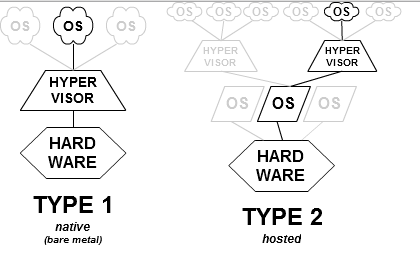 OS OS OS
HYPER
VISOR
HARD
WARE
TYPE 1
native
(bare metal)
OS OS OS OS OS OS
HYPER
VISOR
HYPER
VISOR
OS OS OS
HARD
WARE
TYPE 2
hosted